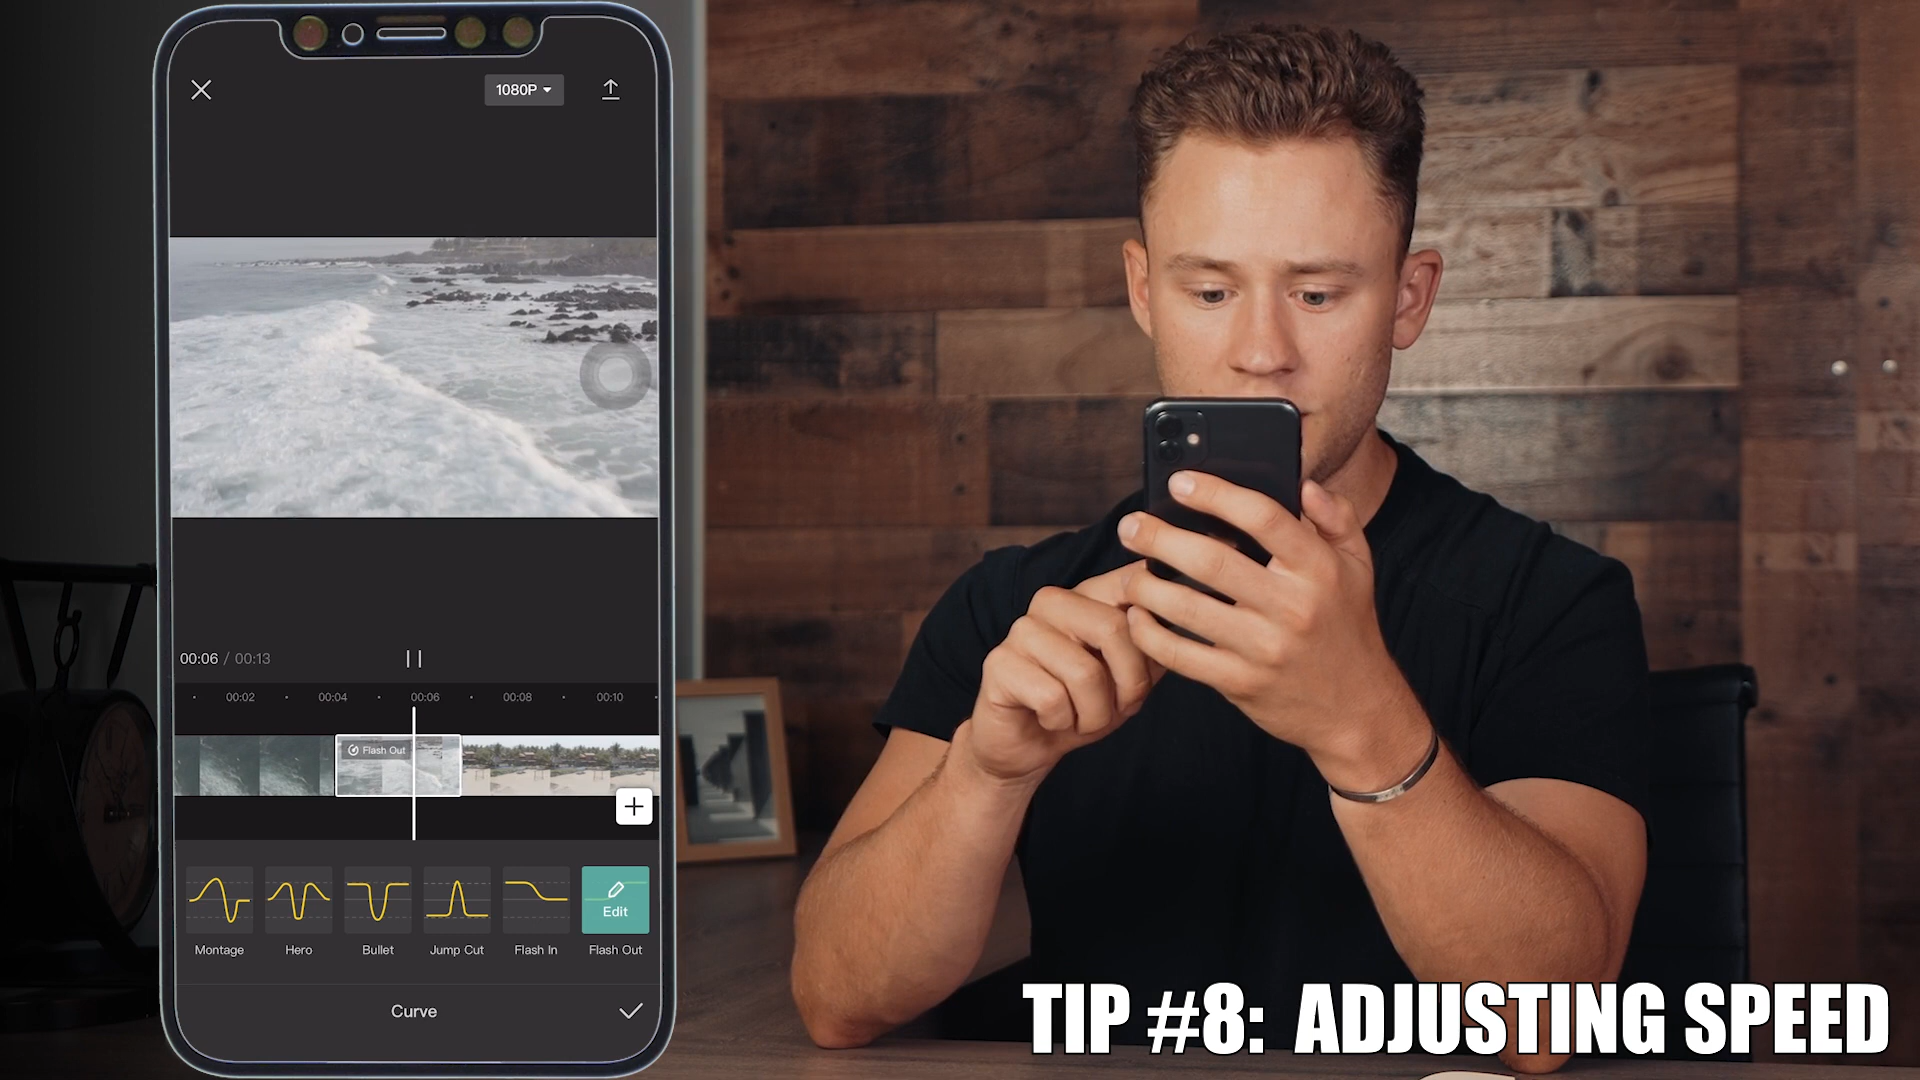 1080P
00:06 / 00:13
00:02 00:04 00:06 00:08 00:10
Flash Out
Edit
Montage Hero Bullet Jump Cut Flash In Flash Out
Curve
TIP #8: ADJUSTING SPEED